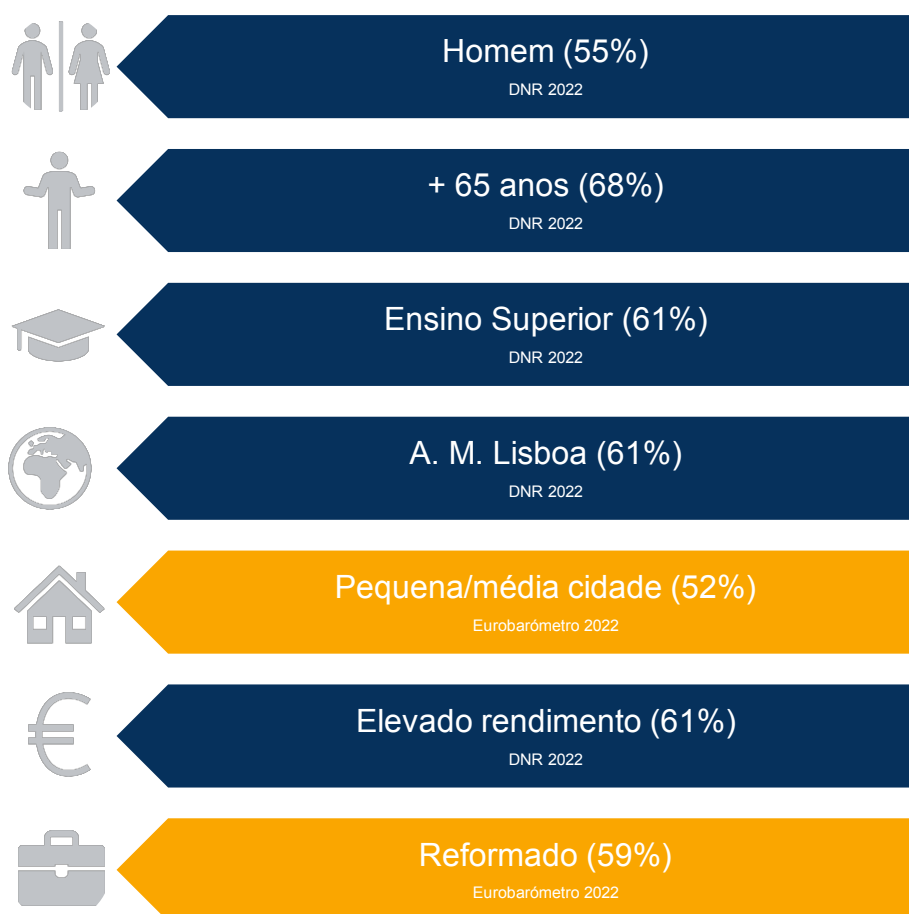 Homem (55%)
DNR 2022
+ 65 anos (68%)
DNR 2022
Ensino Superior (61%)
DNR 2022
A. M. Lisboa (61%)
DNR 2022
Pequena/média cidade (52%)
Eurobarómetro 2022
Elevado rendimento (61%)
DNR 2022
Reformado (59%)
Eurobarómetro 2022